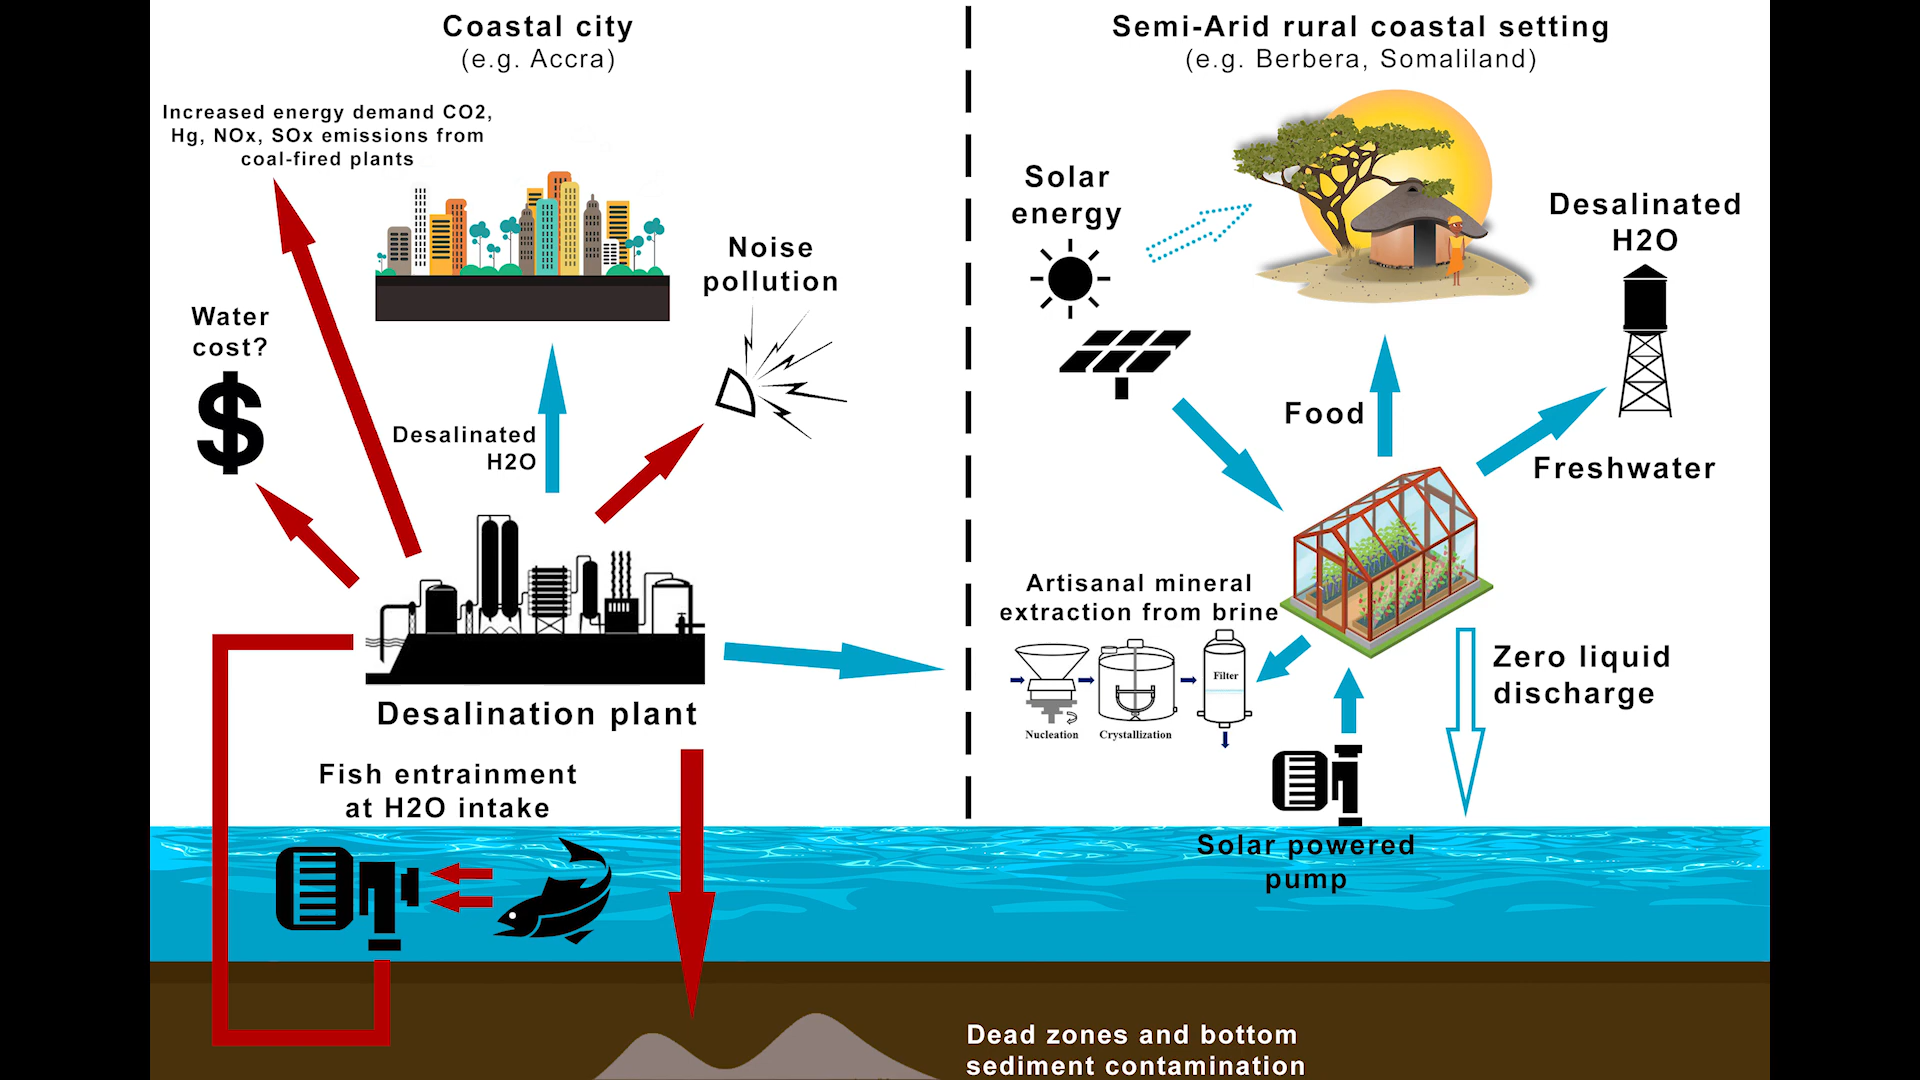 Coastal city
(e.g. Accra)
Increased energy demand CO2,
Hg, NOx, SOx emissions from
coal-fired plants
Noise
pollution
Water
cost?
$
Desalinated
H2O
Desalination plant
Fish entrainment
at H2O intake
Semi-Arid rural coastal setting
(e.g. Berbera, Somaliland)
Solar
energy
Desalinated
H2O
Food
Freshwater
Artisanal mineral
extraction from brine
Filter
Nucleation
Crystallization
Zero liquid
discharge
Solar powered
pump
Dead zones and bottom
sediment contamination